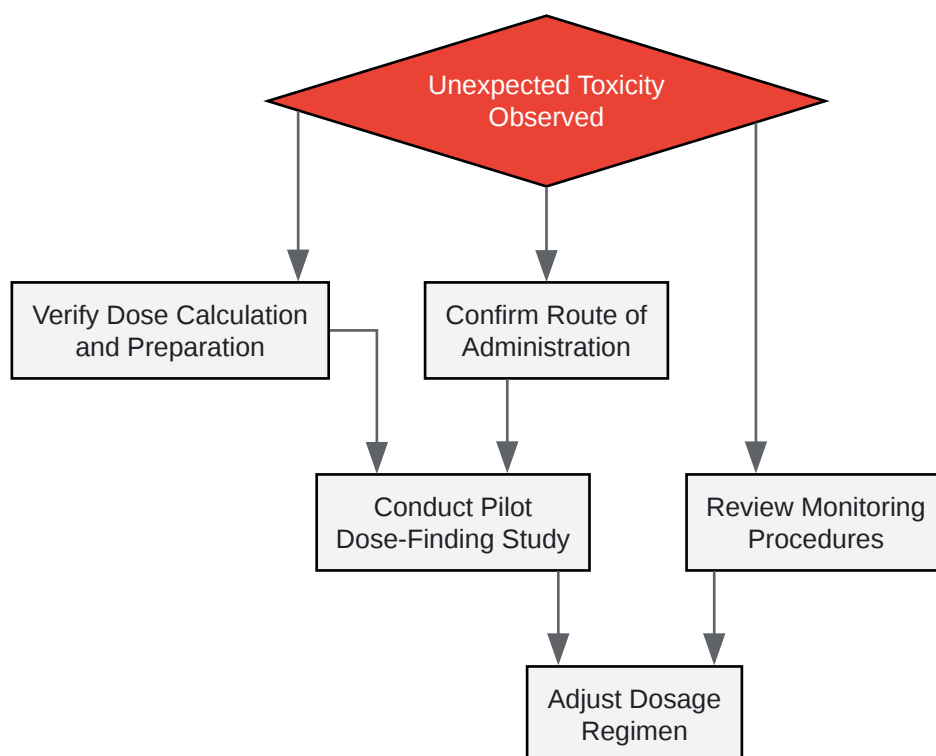 Unexpected Toxicity
Observed
Verify Dose Calculation
and Preparation
Confirm Route of
Administration
Conduct Pilot
Dose-Finding Study
Review Monitoring
Procedures
Adjust Dosage
Regimen